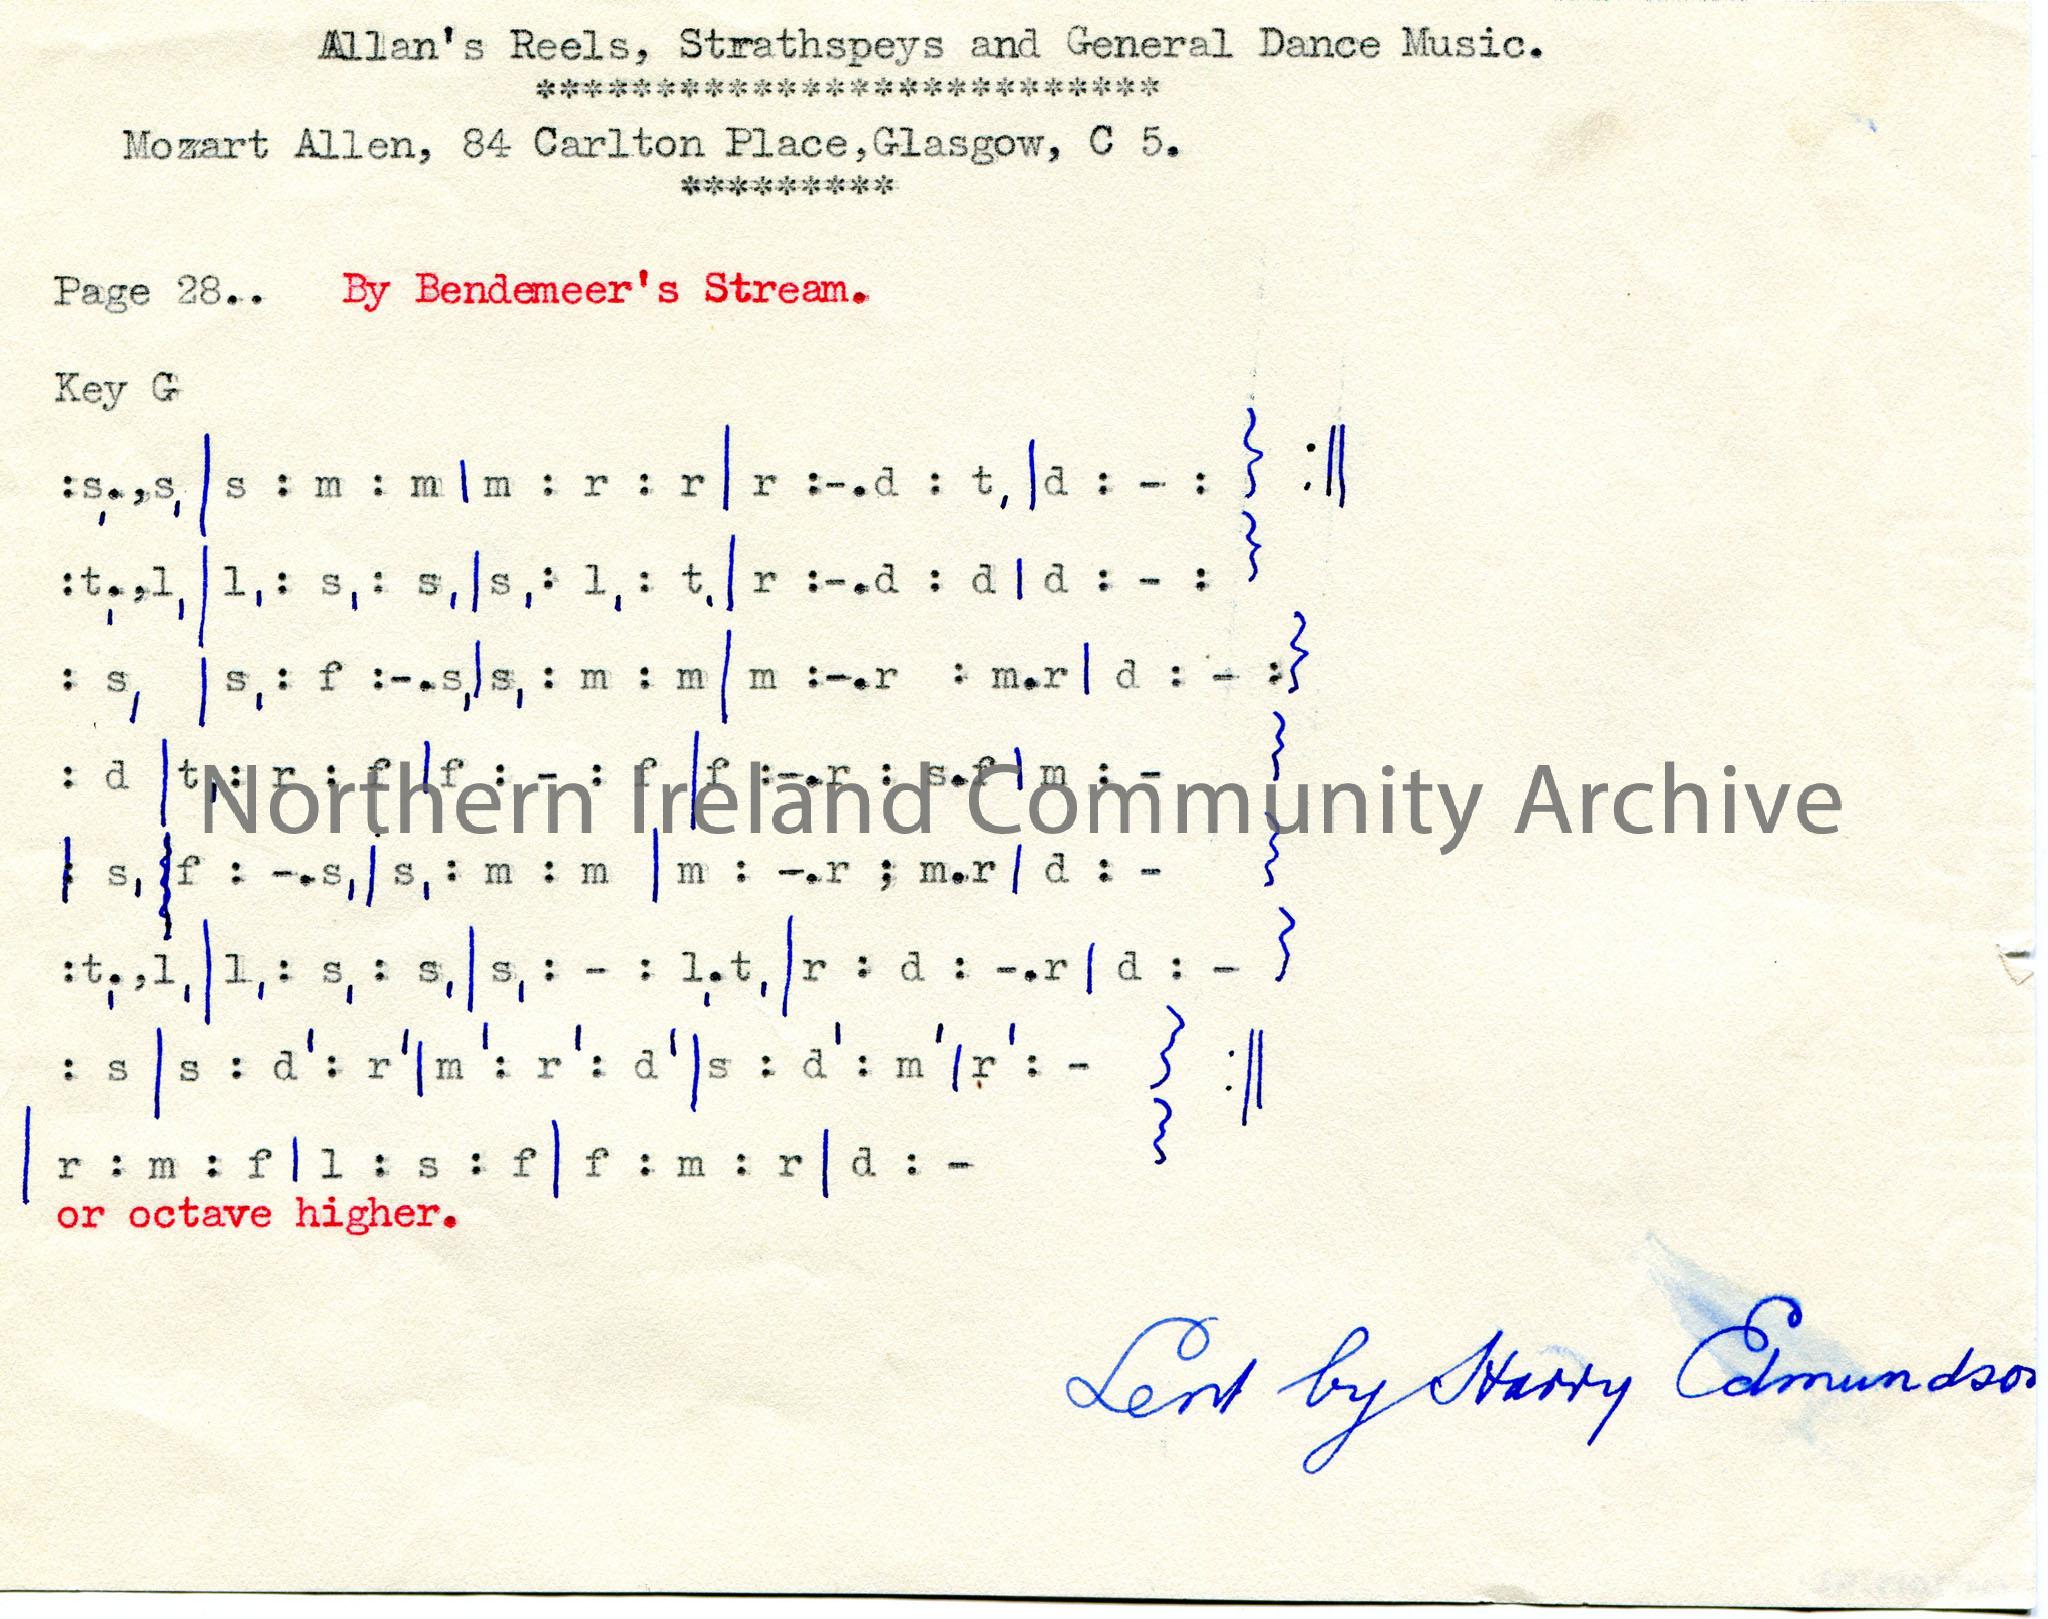 Allan's Reels, Strathspeys and General Dance Music.
**************************
Mozart Allen, 84 Carlton Place,Glasgow, C 5.
*********
Page 28.. By Bendemeer's Stream.
Key G
:s,.,s,|s : m : m|m : r : r|r :-.d : t,|d : - : } :||
:t,.,l,|l,: s,: s,|s,: l,: t,|r :-.d : d|d : - : }
: s, |s,: f :-.s,|s,: m : m|m :-.r : m.r|d : - :}
: d |t,: r : f|f : - : f|f :-.r : s.f|m : - }
: s,|f : -.s,|s,: m : m |m : -.r ; m.r|d : - }
:t,.,l,|l,: s,: s,|s,: - : l,.t,|r : d : -.r|d : - }
: s|s : d': r'|m': r': d'|s : d': m'|r': - } :||
|r : m : f|l : s : f|f : m : r|d : - }
or octave higher.
Northern Ireland Community Archive
Lent by Harry Edmundson